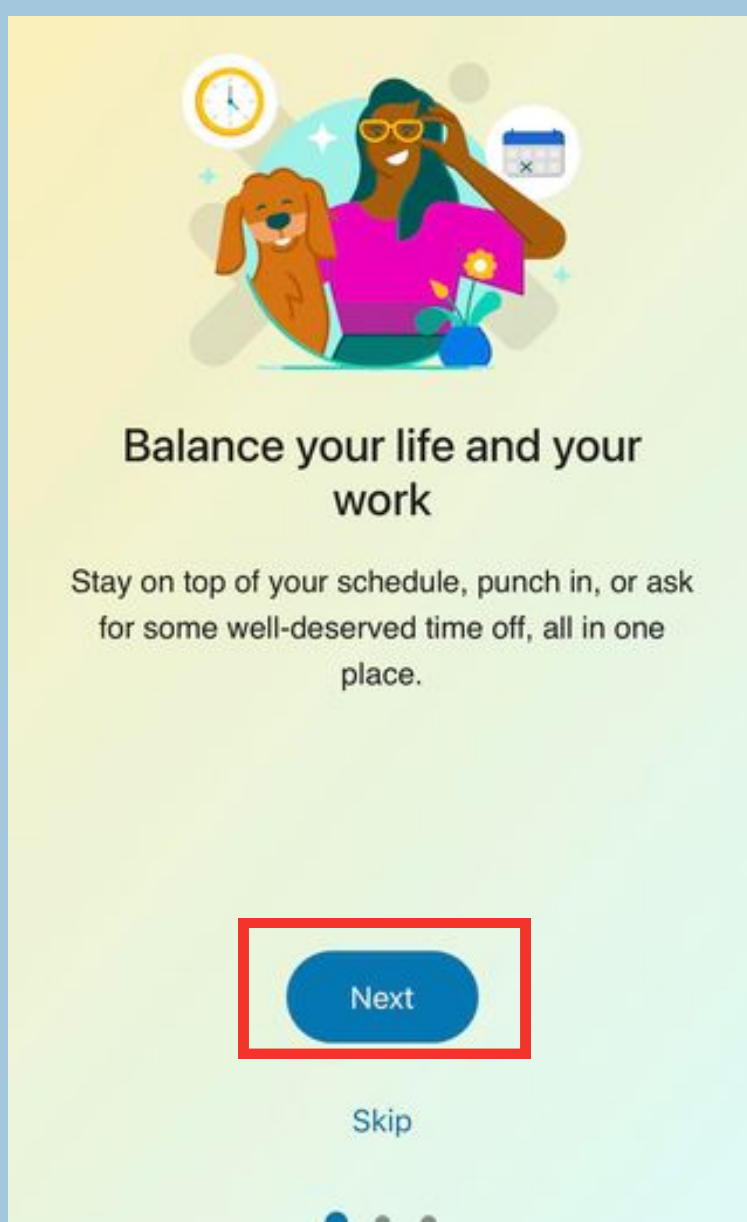 Balance your life and your
work
Stay on top of your schedule, punch in, or ask
for some well-deserved time off, all in one
place.
Next
Skip